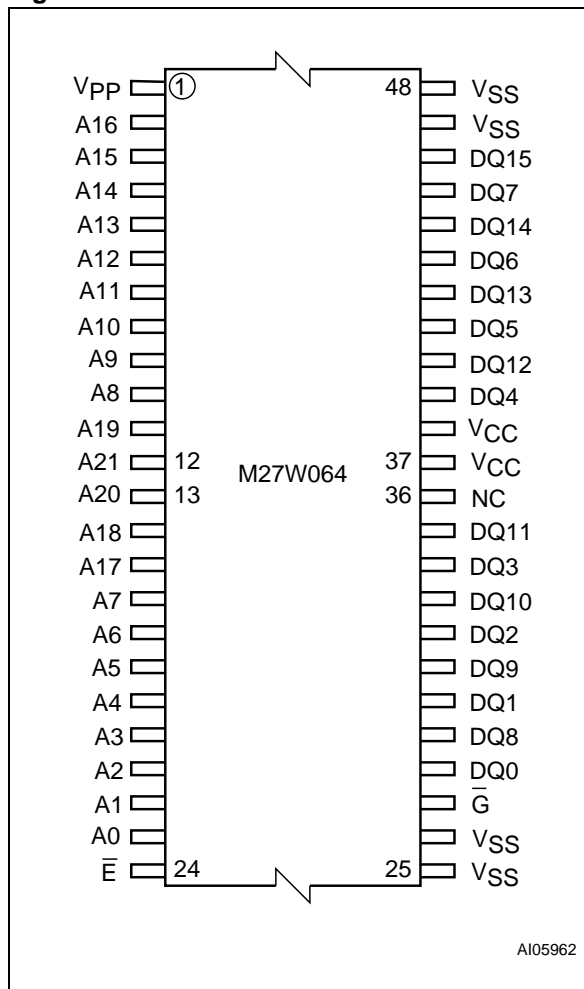 VPP 1 48 VSS
A16 VSS
A15 DQ15
A14 DQ7
A13 DQ14
A12 DQ6
A11 DQ13
A10 DQ5
A9 DQ12
A8 DQ4
A19 VCC
A21 12 37 VCC
M27W064
A20 13 36 NC
A18 DQ11
A17 DQ3
A7 DQ10
A6 DQ2
A5 DQ9
A4 DQ1
A3 DQ8
A2 DQ0
A1 G̅
A0 VSS
E̅ 24 25 VSS
AI05962